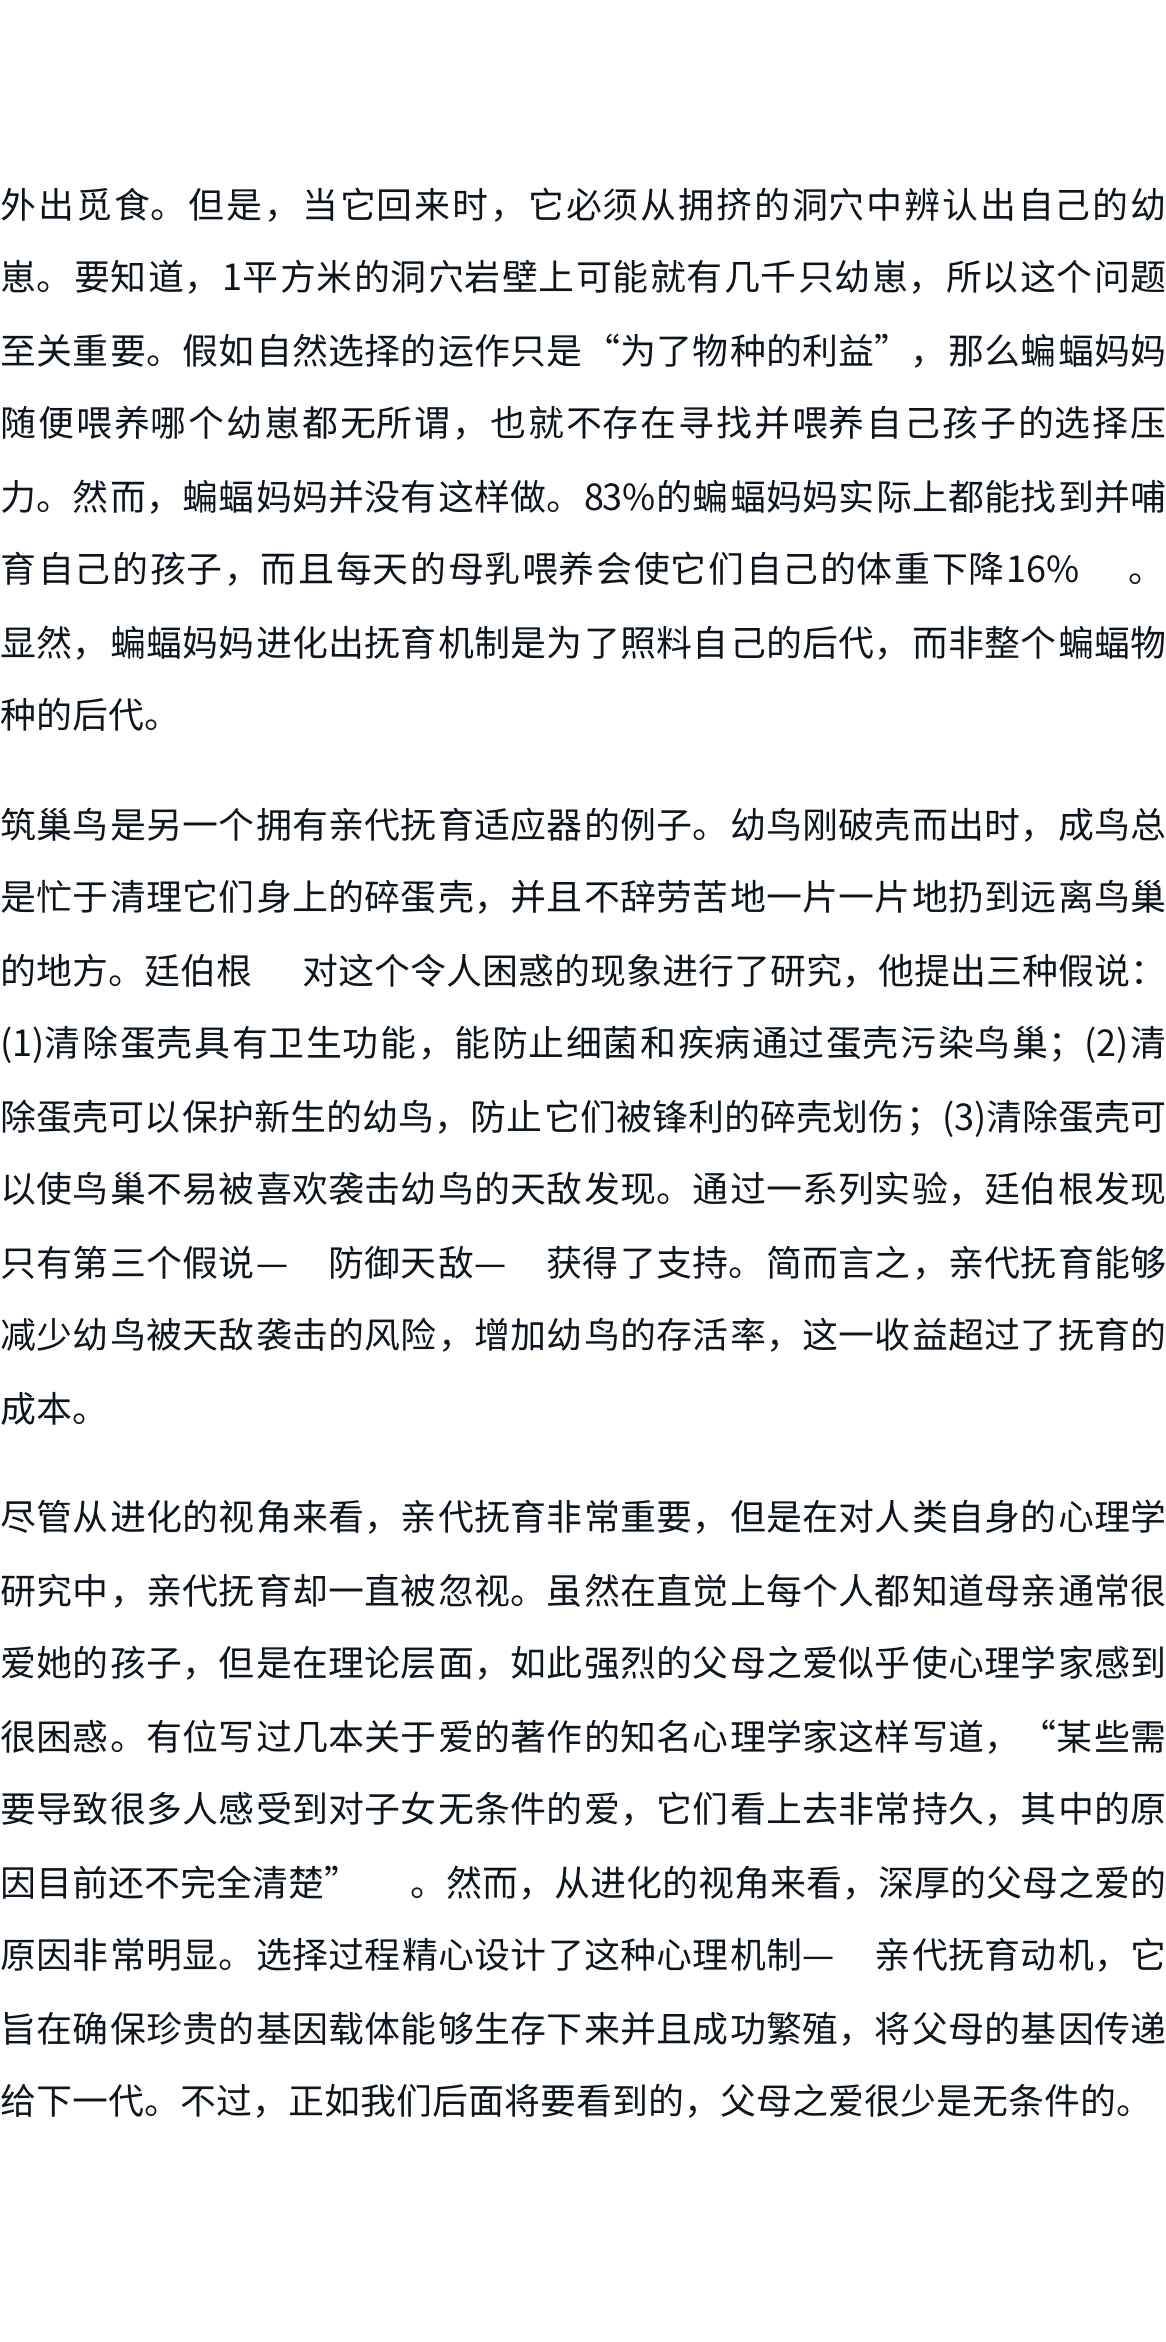 外出觅食。但是，当它回来时，它必须从拥挤的洞穴中辨认出自己的幼
崽。要知道，1平方米的洞穴岩壁上可能就有几千只幼崽，所以这个问题
至关重要。假如自然选择的运作只是“为了物种的利益”，那么蝙蝠妈妈
随便喂养哪个幼崽都无所谓，也就不存在寻找并喂养自己孩子的选择压
力。然而，蝙蝠妈妈并没有这样做。83%的蝙蝠妈妈实际上都能找到并哺
育自己的孩子，而且每天的母乳喂养会使它们自己的体重下降16% 。
显然，蝙蝠妈妈进化出抚育机制是为了照料自己的后代，而非整个蝙蝠物
种的后代。
筑巢鸟是另一个拥有亲代抚育适应器的例子。幼鸟刚破壳而出时，成鸟总
是忙于清理它们身上的碎蛋壳，并且不辞劳苦地一片一片地扔到远离鸟巢
的地方。廷伯根 对这个令人困惑的现象进行了研究，他提出三种假说：
(1)清除蛋壳具有卫生功能，能防止细菌和疾病通过蛋壳污染鸟巢；(2)清
除蛋壳可以保护新生的幼鸟，防止它们被锋利的碎壳划伤；(3)清除蛋壳可
以使鸟巢不易被喜欢袭击幼鸟的天敌发现。通过一系列实验，廷伯根发现
只有第三个假说— 防御天敌— 获得了支持。简而言之，亲代抚育能够
减少幼鸟被天敌袭击的风险，增加幼鸟的存活率，这一收益超过了抚育的
成本。
尽管从进化的视角来看，亲代抚育非常重要，但是在对人类自身的心理学
研究中，亲代抚育却一直被忽视。虽然在直觉上每个人都知道母亲通常很
爱她的孩子，但是在理论层面，如此强烈的父母之爱似乎使心理学家感到
很困惑。有位写过几本关于爱的著作的知名心理学家这样写道，“某些需
要导致很多人感受到对子女无条件的爱，它们看上去非常持久，其中的原
因目前还不完全清楚” 。然而，从进化的视角来看，深厚的父母之爱的
原因非常明显。选择过程精心设计了这种心理机制— 亲代抚育动机，它
旨在确保珍贵的基因载体能够生存下来并且成功繁殖，将父母的基因传递
给下一代。不过，正如我们后面将要看到的，父母之爱很少是无条件的。